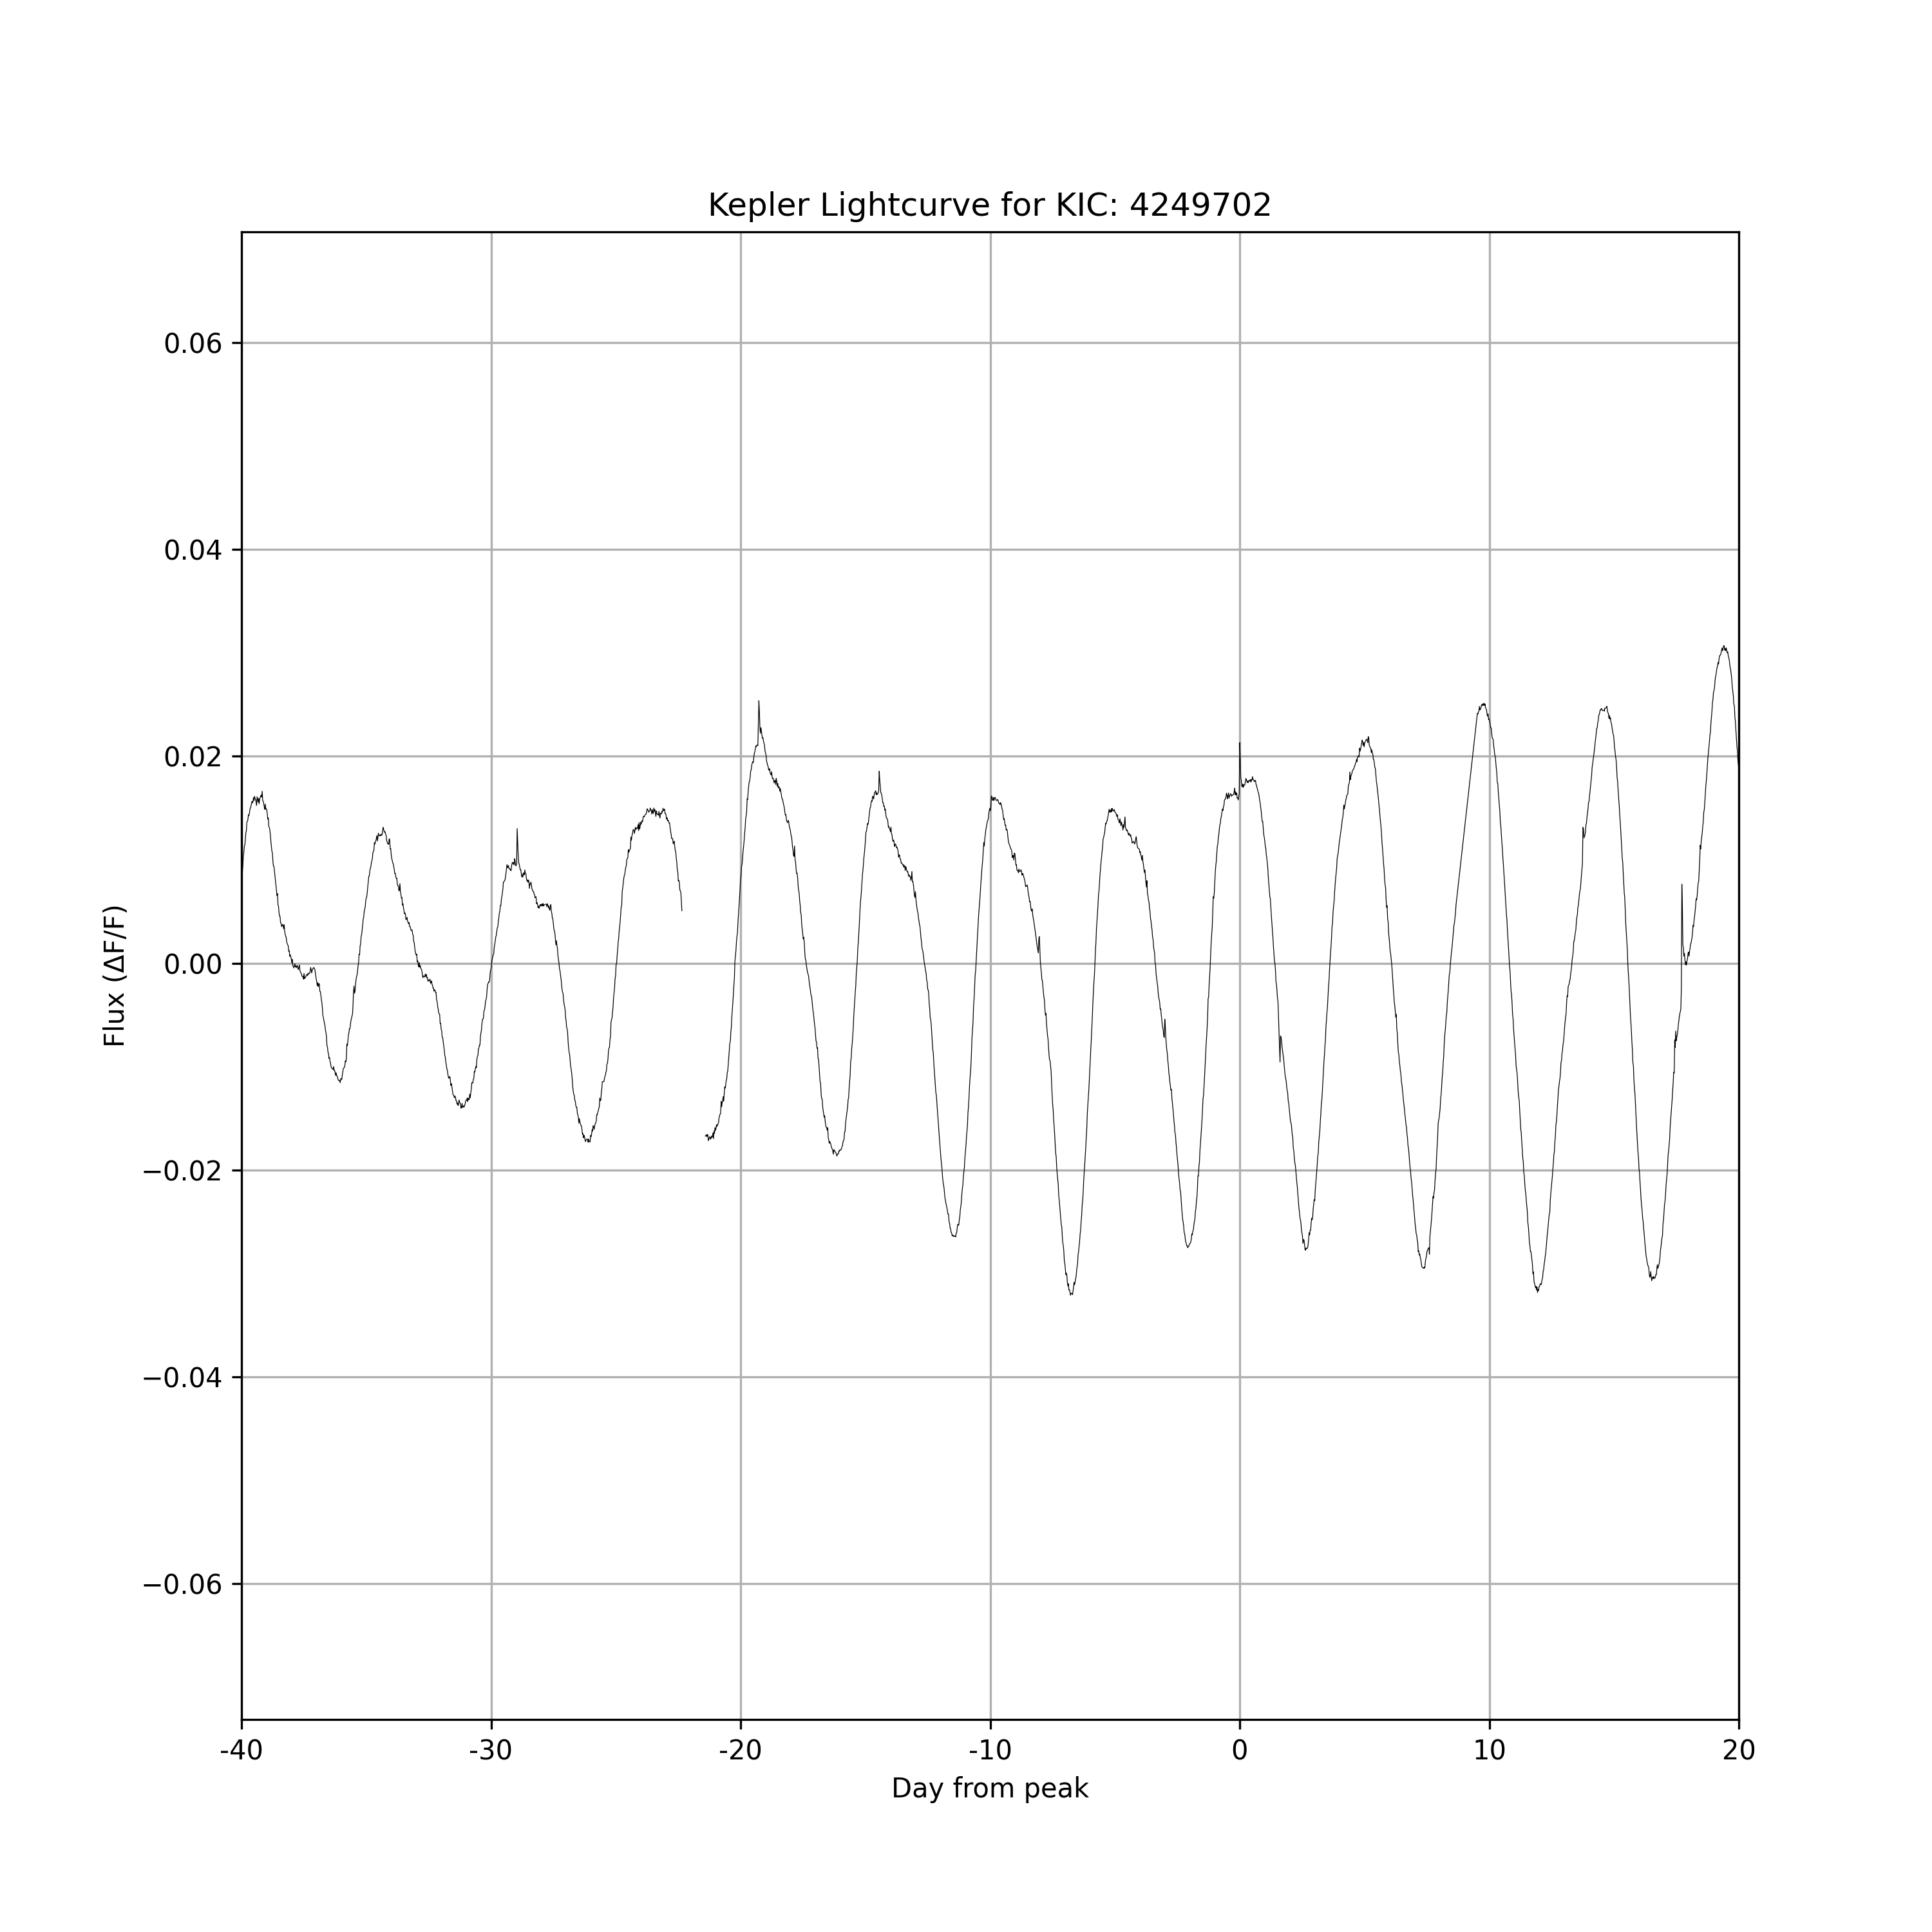 Kepler Lightcurve for KIC: 4249702
Flux (ΔF/F)
0.06
0.04
0.02
0.00
−0.02
−0.04
−0.06
-40 -30 -20 -10 0 10 20
Day from peak